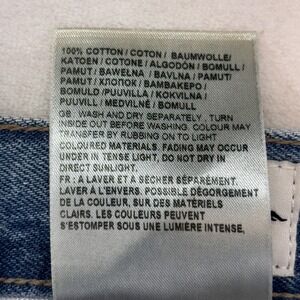 100% COTTON / COTON / BAUMWOLLE/
KATOEN / COTONE / ALGODÓN / BOMULL /
PAMUT / BAWEŁNA / BAVLNA / PAMUT/
PAMUT / ХЛОПОК / BAMBAKEPO /
BOMULD /PUUVILLA / KOKVILNA /
PUUVILL / MEDVILNĖ / BOMULL
GB: WASH AND DRY SEPARATELY . TURN
INSIDE OUT BEFORE WASHING. COLOUR MAY
TRANSFER BY RUBBING ON TO LIGHT
COLOURED MATERIALS. FADING MAY OCCUR
UNDER IN TENSE LIGHT, DO NOT DRY IN
DIRECT SUNLIGHT.
FR : A LAVER ET A SÉCHER SÉPAREMENT.
LAVER À L'ENVERS. POSSIBLE DÉGORGEMENT
DE LA COULEUR, SUR DES MATÉRIELS
CLAIRS. LES COULEURS PEUVENT
S'ESTOMPER SOUS UNE LUMIÈRE INTENSE,